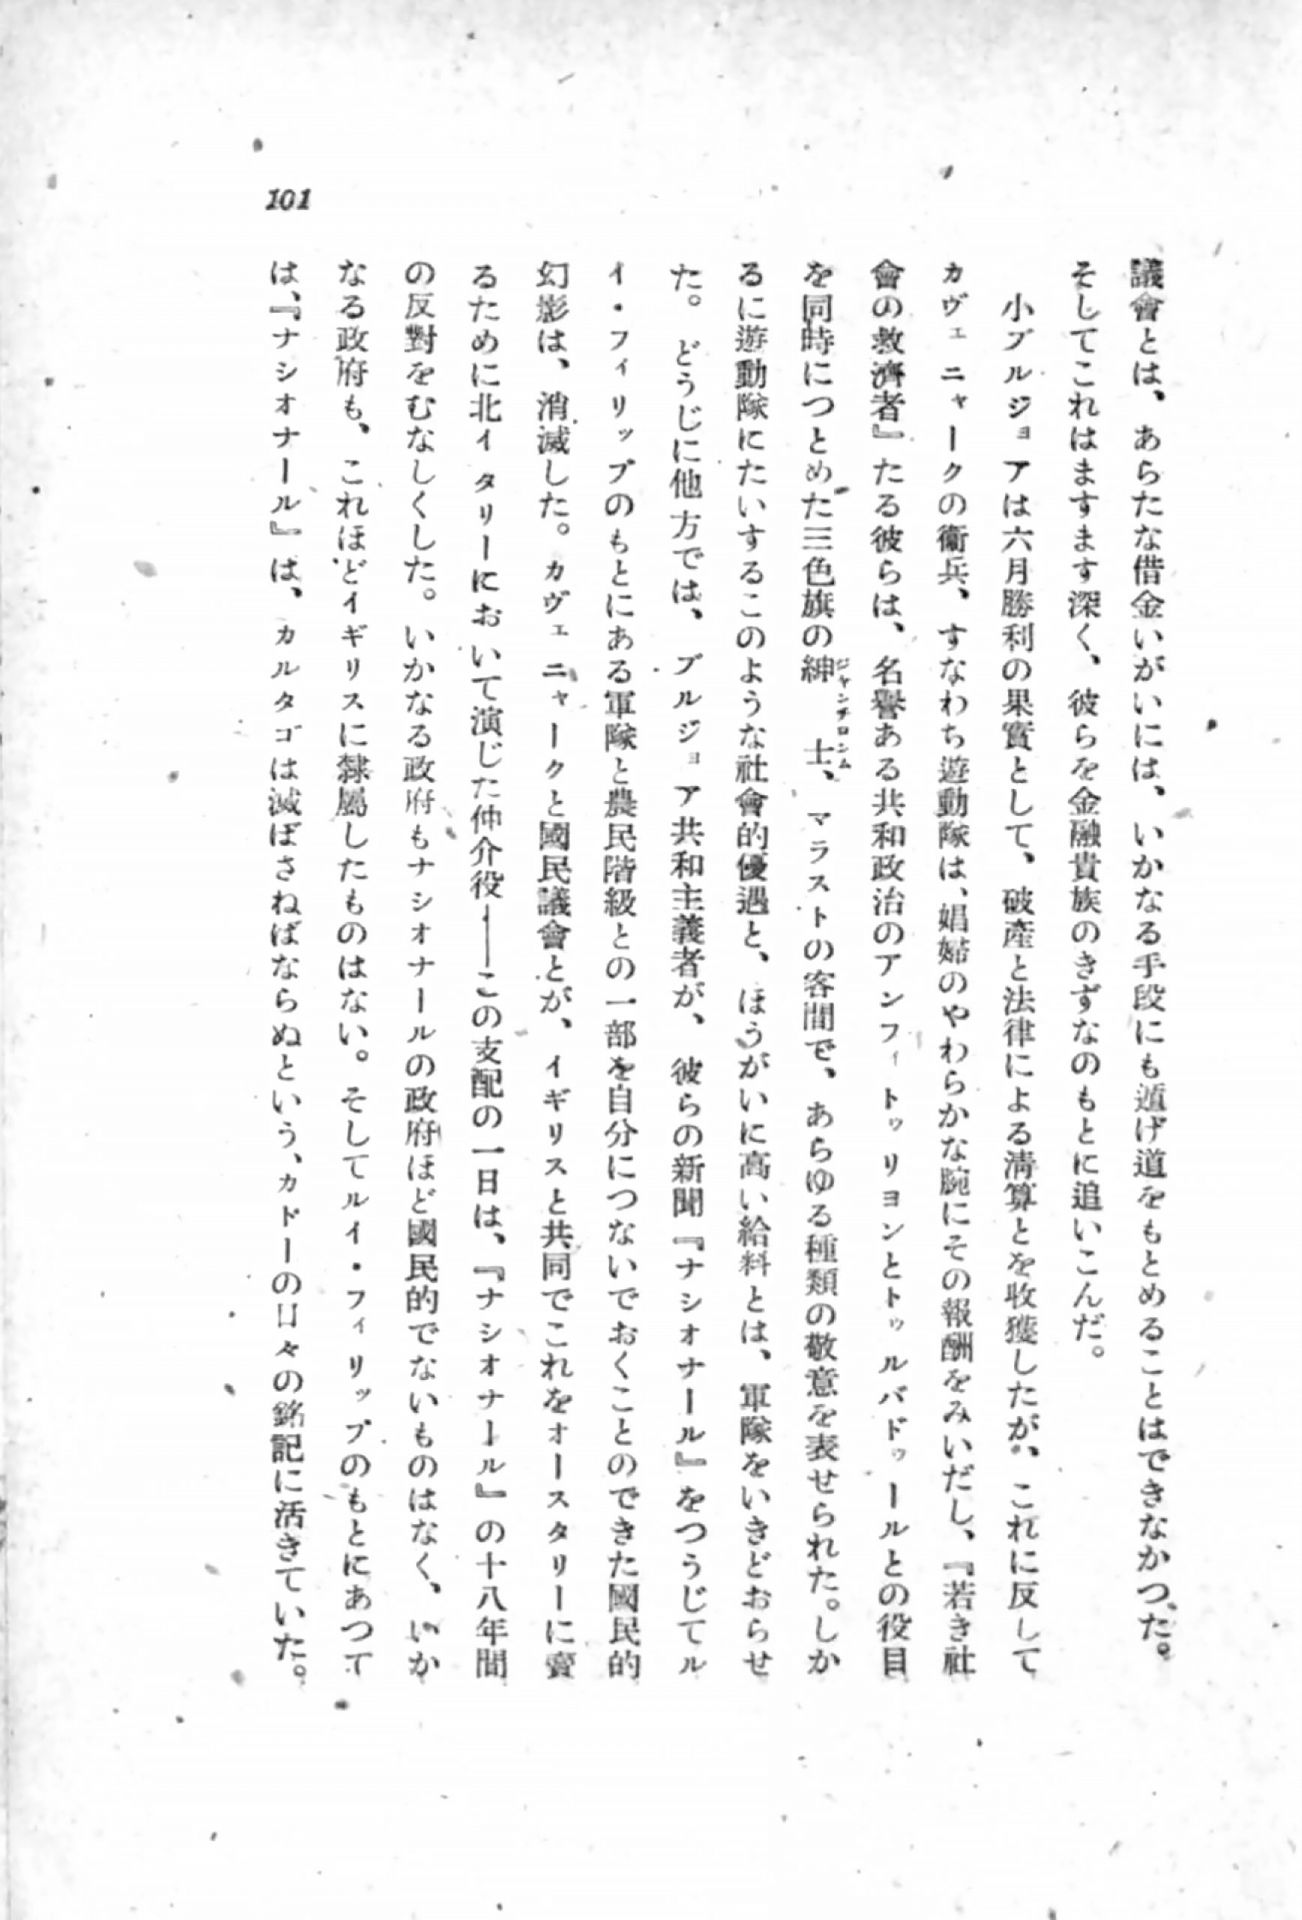 議會とは、あらたな借金いがいには、いかなる手段にも遁げ道をもとめることはできなかつた。
そしてこれはますます深く、彼らを金融貴族のきずなのもとに追いこんだ。
小ブルジョアは六月勝利の果實として、破産と法律による淸算とを收獲したが、これに反して
カヴェニャークの衞兵、すなわち遊動隊は、娼婦のやわらかな腕にその報酬をみいだし、『若き社
會の救濟者』たる彼らは、名譽ある共和政治のアンフィトゥリヨンとトゥルバドゥールとの役目
を同時につとめた三色旗の紳士、マラストの客間で、あらゆる種類の敬意を表せられた。しか
ジャンチロンム
るに遊動隊にたいするこのような社會的優遇と、ほうがいに高い給料とは、軍隊をいきどおらせ
た。どうじに他方では、ブルジョア共和主義者が、彼らの新聞『ナシオナール』をつうじてル
イ・フィリップのもとにある軍隊と農民階級との一部を自分につないでおくことのできた國民的
幻影は、消滅した。カヴェニャークと國民議會とが、イギリスと共同でこれをオースタリーに賣
るために北イタリーにおいて演じた仲介役――この支配の一日は、『ナシオナール』の十八年間
の反對をむなしくした。いかなる政府もナシオナールの政府ほど國民的でないものはなく、いか
なる政府も、これほどイギリスに隸屬したものはない。そしてルイ・フィリップのもとにあつて
は、『ナシオナール』は、カルタゴは滅ぼさねばならぬという、カドーの日々の銘記に活きていた。
101